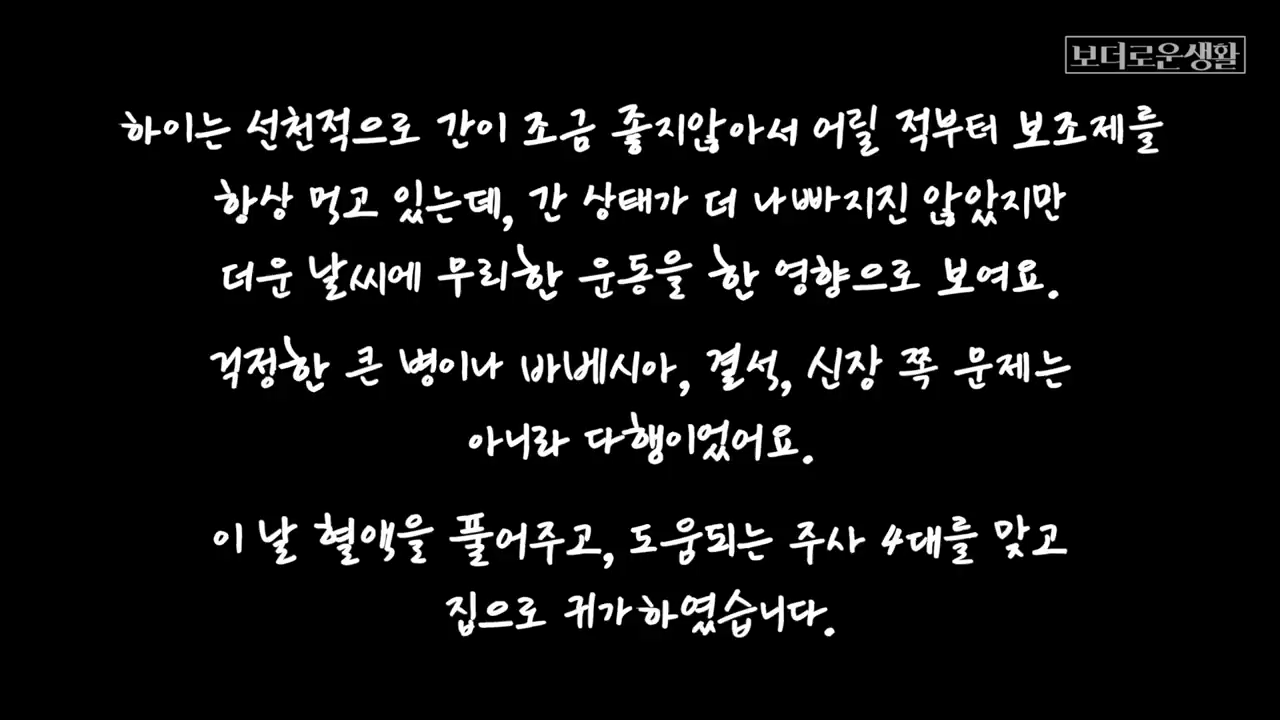 보더로운생활
하이는 선천적으로 간이 조금 좋지않아서 어릴 적부터 보조제를
항상 먹고 있는데, 간 상태가 더 나빠지진 않았지만
더운 날씨에 무리한 운동을 한 영향으로 보여요.
걱정한 큰 병이나 바베시아, 결석, 신장 쪽 문제는
아니라 다행이었어요.
이 날 혈액을 풀어주고, 도움되는 주사 4대를 맞고
집으로 귀가하였습니다.